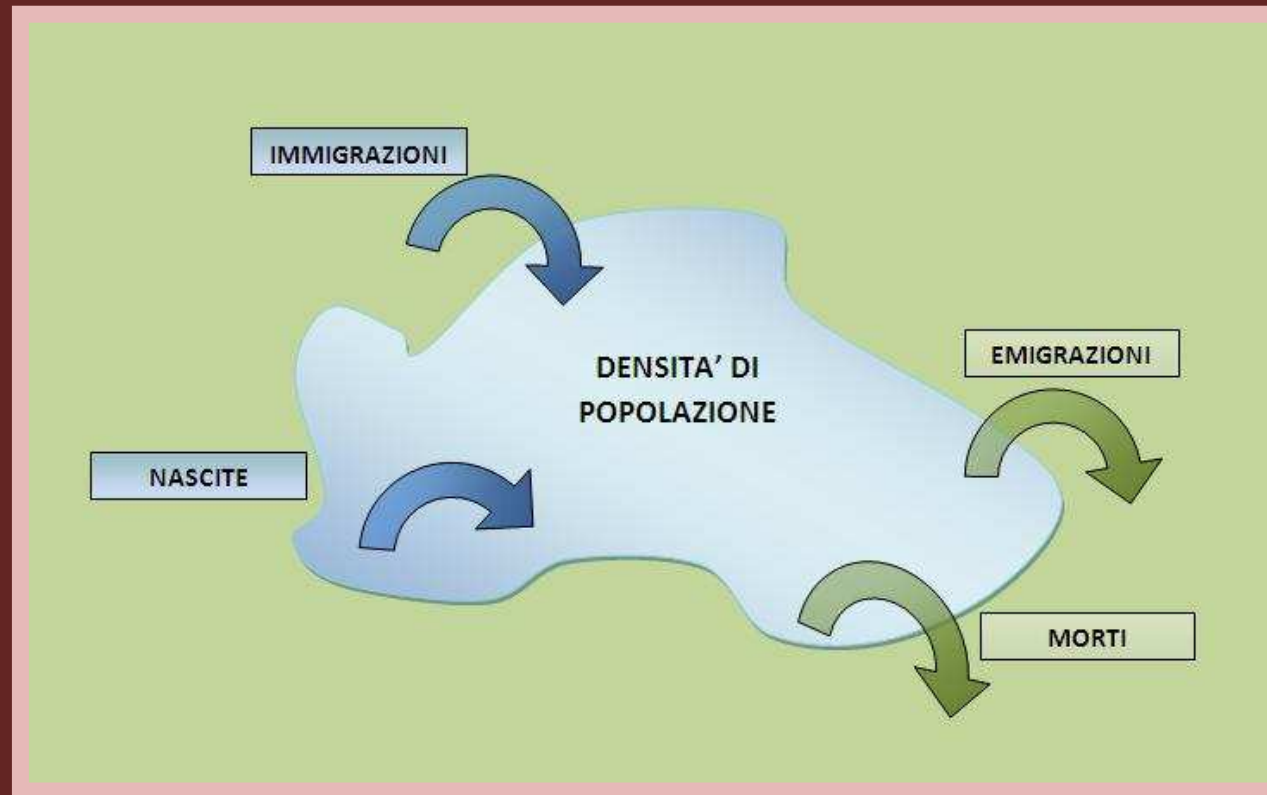 IMMIGRAZIONI
DENSITA’ DI
POPOLAZIONE
EMIGRAZIONI
NASCITE
MORTI